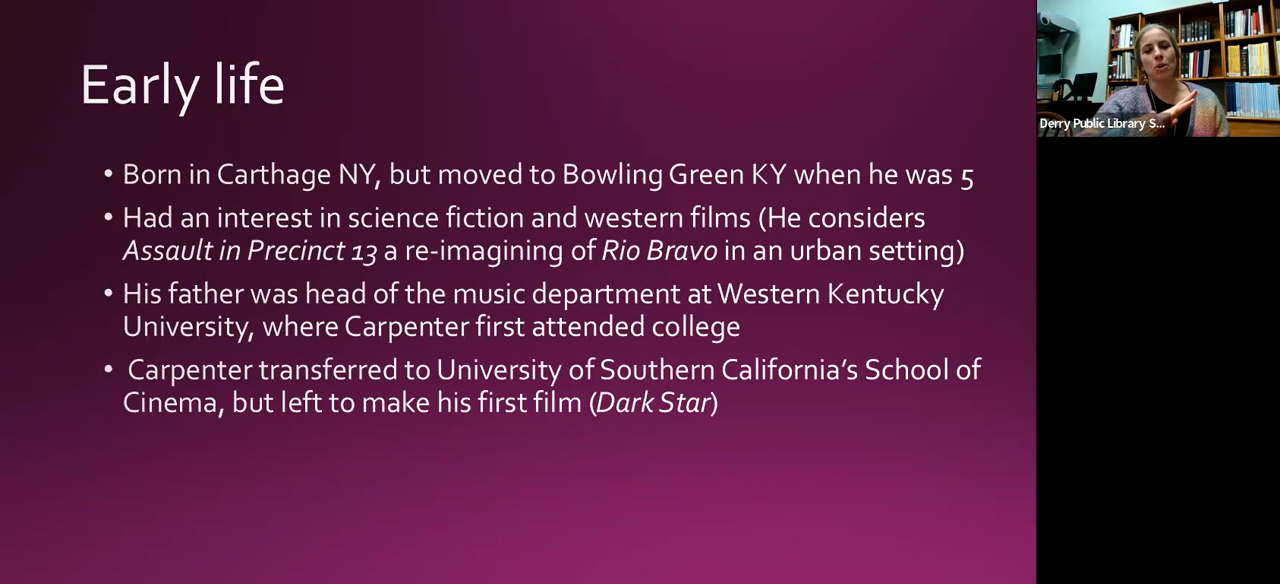 Early life
• Born in Carthage NY, but moved to Bowling Green KY when he was 5
• Had an interest in science fiction and western films (He considers
Assault in Precinct 13 a re-imagining of Rio Bravo in an urban setting)
• His father was head of the music department at Western Kentucky
University, where Carpenter first attended college
• Carpenter transferred to University of Southern California’s School of
Cinema, but left to make his first film (Dark Star)
Derry Public Library S...